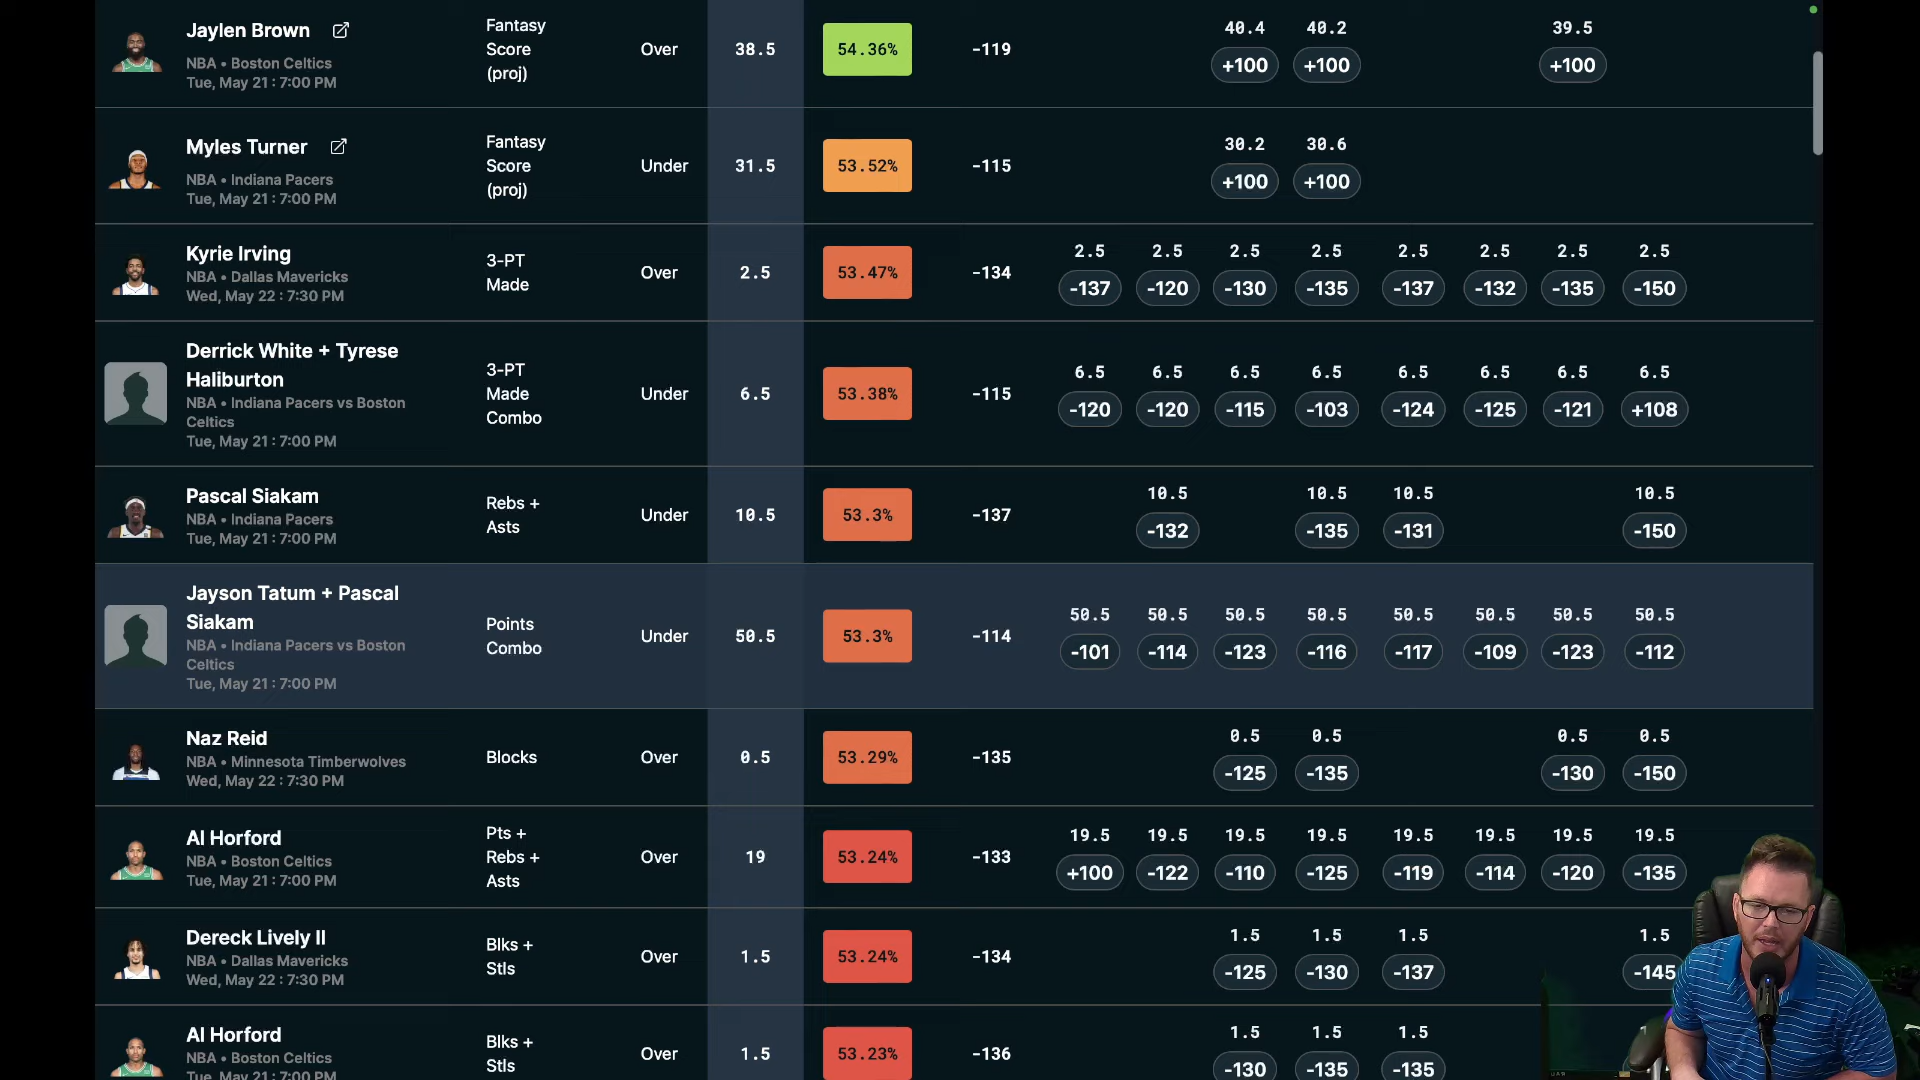 Jaylen Brown
NBA • Boston Celtics
Tue, May 21 : 7:00 PM
Fantasy
Score
(proj)
Over
38.5
54.36%
-119
40.4 40.2 39.5
+100 +100 +100
Myles Turner
NBA • Indiana Pacers
Tue, May 21 : 7:00 PM
Fantasy
Score
(proj)
Under
31.5
53.52%
-115
30.2 30.6
+100 +100
Kyrie Irving
NBA • Dallas Mavericks
Wed, May 22 : 7:30 PM
3-PT
Made
Over
2.5
53.47%
-134
2.5 2.5 2.5 2.5 2.5 2.5 2.5 2.5
-137 -120 -130 -135 -137 -132 -135 -150
Derrick White + Tyrese
Haliburton
NBA • Indiana Pacers vs Boston
Celtics
Tue, May 21 : 7:00 PM
3-PT
Made
Combo
Under
6.5
53.38%
-115
6.5 6.5 6.5 6.5 6.5 6.5 6.5 6.5
-120 -120 -115 -103 -124 -125 -121 +108
Pascal Siakam
NBA • Indiana Pacers
Tue, May 21 : 7:00 PM
Rebs +
Asts
Under
10.5
53.3%
-137
10.5 10.5 10.5 10.5
-132 -135 -131 -150
Jayson Tatum + Pascal
Siakam
NBA • Indiana Pacers vs Boston
Celtics
Tue, May 21 : 7:00 PM
Points
Combo
Under
50.5
53.3%
-114
50.5 50.5 50.5 50.5 50.5 50.5 50.5 50.5
-101 -114 -123 -116 -117 -109 -123 -112
Naz Reid
NBA • Minnesota Timberwolves
Wed, May 22 : 7:30 PM
Blocks
Over
0.5
53.29%
-135
0.5 0.5 0.5 0.5
-125 -135 -130 -150
Al Horford
NBA • Boston Celtics
Tue, May 21 : 7:00 PM
Pts +
Rebs +
Asts
Over
19
53.24%
-133
19.5 19.5 19.5 19.5 19.5 19.5 19.5 19.5
+100 -122 -110 -125 -119 -114 -120 -135
Dereck Lively II
NBA • Dallas Mavericks
Wed, May 22 : 7:30 PM
Blks +
Stls
Over
1.5
53.24%
-134
1.5 1.5 1.5 1.5
-125 -130 -137 -145
Al Horford
NBA • Boston Celtics
Tue, May 21 : 7:00 PM
Blks +
Stls
Over
1.5
53.23%
-136
1.5 1.5 1.5
-130 -135 -135